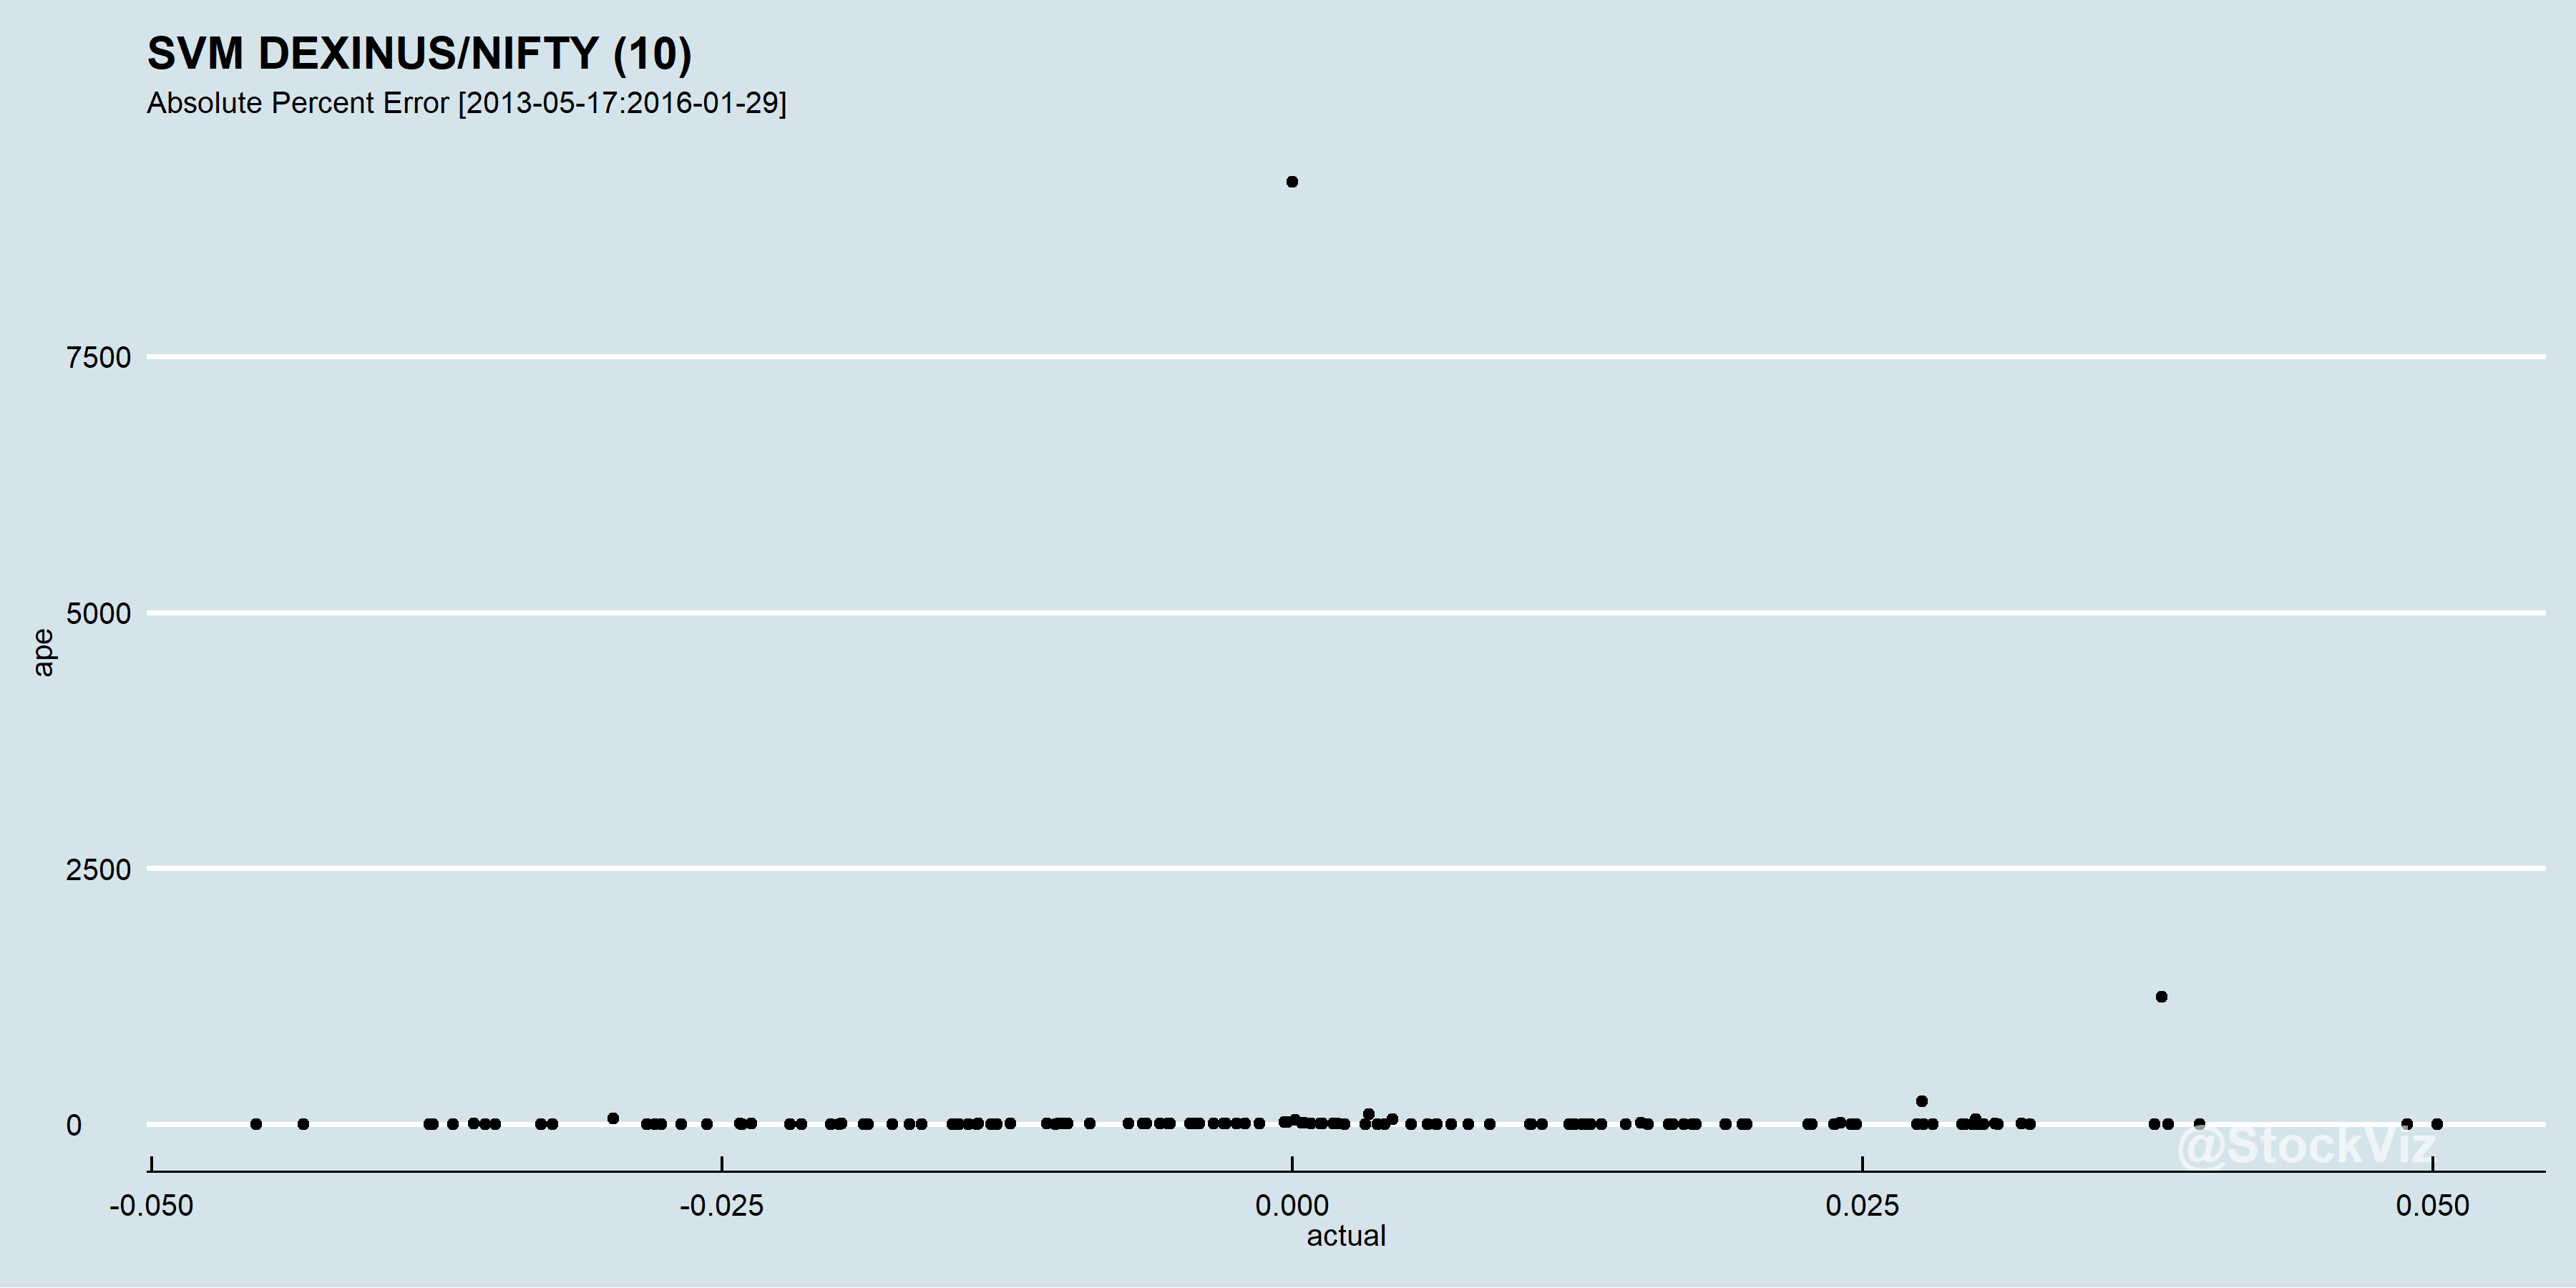 SVM DEXINUS/NIFTY (10)
Absolute Percent Error [2013-05-17:2016-01-29]
7500
5000
ape
2500
0
@StockViz
-0.050 -0.025 0.000 0.025 0.050
actual